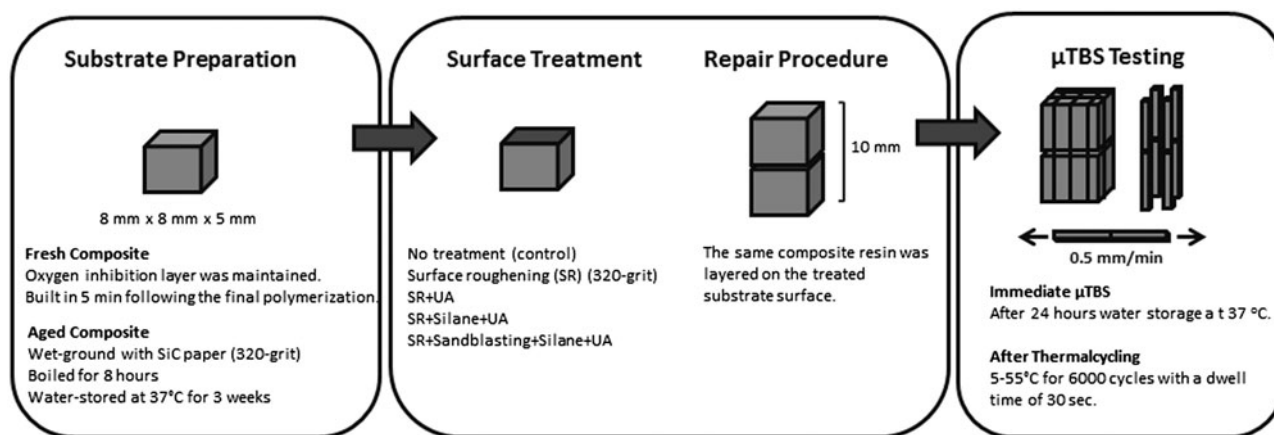 Substrate Preparation
8 mm x 8 mm x 5 mm
Fresh Composite
Oxygen inhibition layer was maintained.
Built in 5 min following the final polymerization.
Aged Composite
Wet-ground with SiC paper (320-grit)
Boiled for 8 hours
Water-stored at 37°C for 3 weeks
Surface Treatment
No treatment (control)
Surface roughening (SR) (320-grit)
SR+UA
SR+Silane+UA
SR+Sandblasting+Silane+UA
Repair Procedure
10 mm
The same composite resin was
layered on the treated
substrate surface.
µTBS Testing
0.5 mm/min
Immediate µTBS
After 24 hours water storage a t 37 °C.
After Thermalcycling
5-55°C for 6000 cycles with a dwell
time of 30 sec.